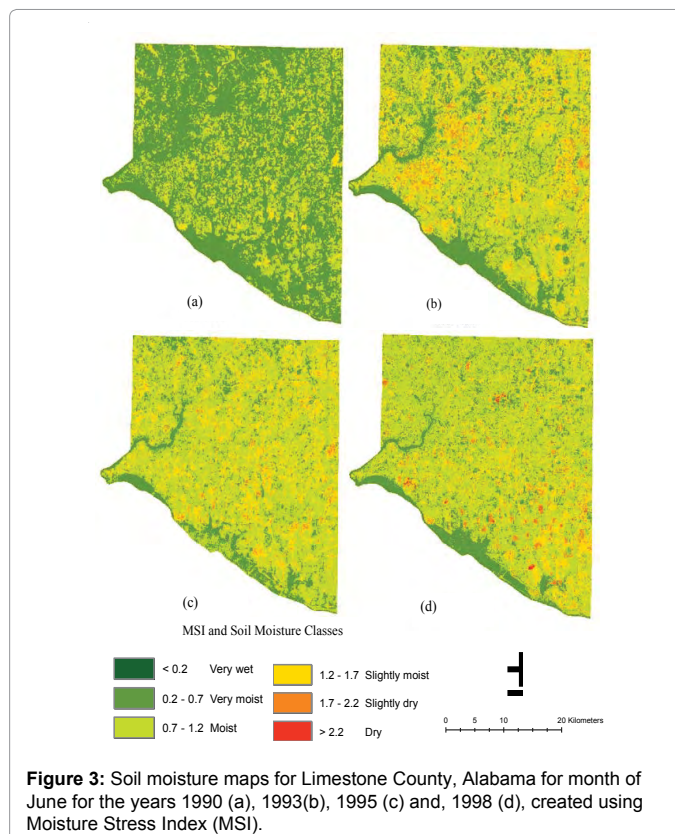 (a)
(b)
(c)
(d)
MSI and Soil Moisture Classes
< 0.2 Very wet
0.2 - 0.7 Very moist
0.7 - 1.2 Moist
1.2 - 1.7 Slightly moist
1.7 - 2.2 Slightly dry
> 2.2 Dry
0 5 10 20 Kilometers
Figure 3: Soil moisture maps for Limestone County, Alabama for month of
June for the years 1990 (a), 1993(b), 1995 (c) and, 1998 (d), created using
Moisture Stress Index (MSI).